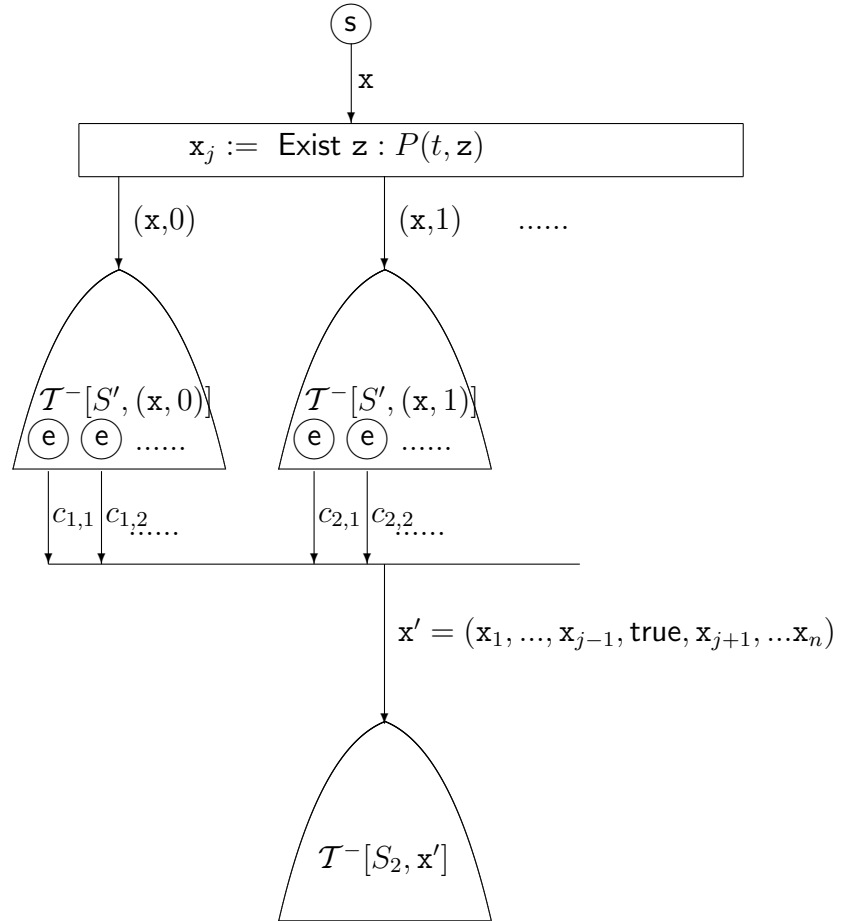 s
x
x_j := Exist z : P(t, z)
(x,0) (x,1) ......
𝒯⁻[S′, (x, 0)] 𝒯⁻[S′, (x, 1)]
e e ...... e e ......
c_{1,1} c_{1,2} ...... c_{2,1} c_{2,2} ......
x′ = (x_1, ..., x_{j−1}, true, x_{j+1}, ...x_n)
𝒯⁻[S_2, x′]